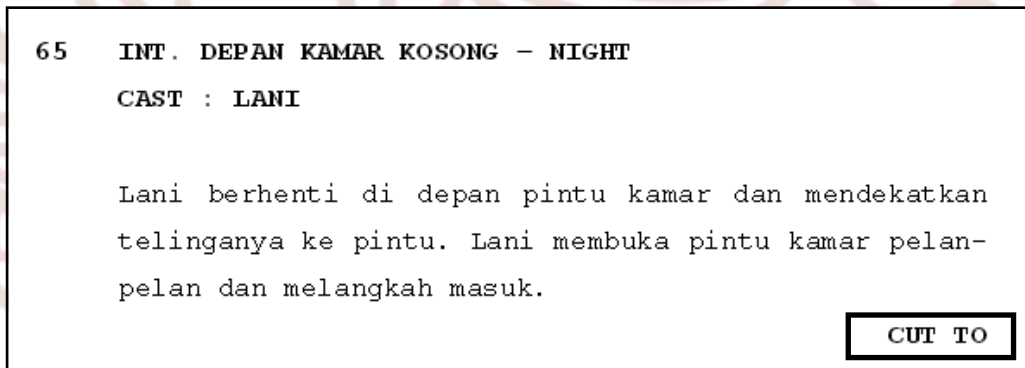 65 INT. DEPAN KAMAR KOSONG – NIGHT
CAST : LANI
Lani berhenti di depan pintu kamar dan mendekatkan
telinganya ke pintu. Lani membuka pintu kamar pelan-
pelan dan melangkah masuk.
CUT TO